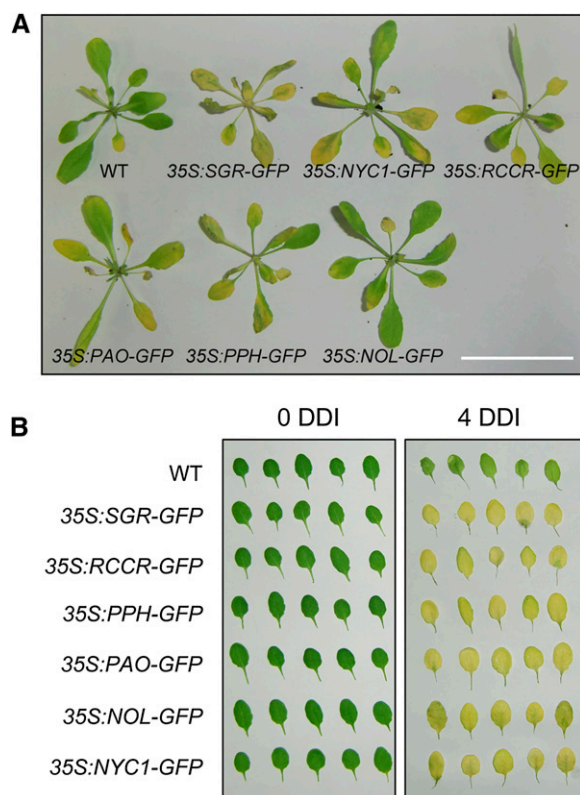 A
WT
35S:SGR-GFP
35S:NYC1-GFP
35S:RCCR-GFP
35S:PAO-GFP
35S:PPH-GFP
35S:NOL-GFP
B
0 DDI
4 DDI
WT
35S:SGR-GFP
35S:RCCR-GFP
35S:PPH-GFP
35S:PAO-GFP
35S:NOL-GFP
35S:NYC1-GFP